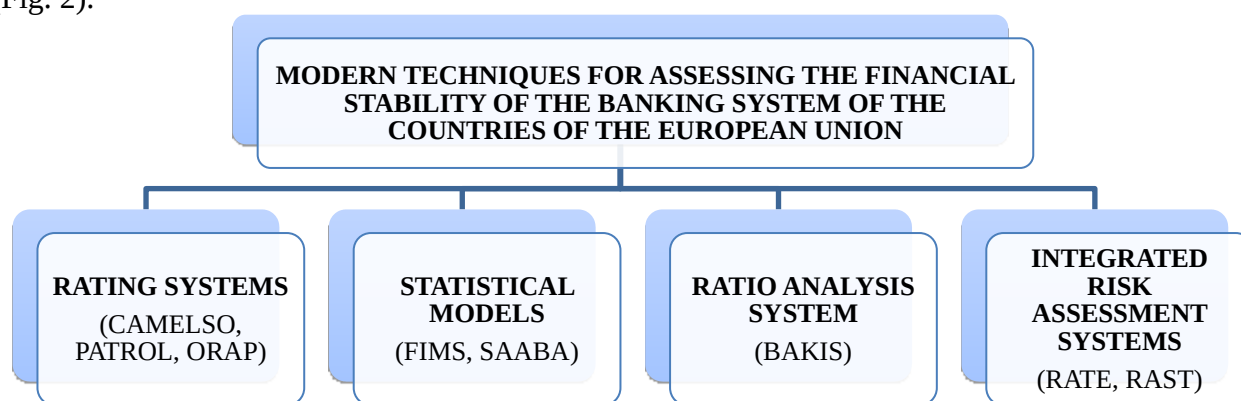 Fig. 2).
MODERN TECHNIQUES FOR ASSESSING THE FINANCIAL
STABILITY OF THE BANKING SYSTEM OF THE
COUNTRIES OF THE EUROPEAN UNION
RATING SYSTEMS
(CAMELSO,
PATROL, ORAP)
STATISTICAL
MODELS
(FIMS, SAABA)
RATIO ANALYSIS
SYSTEM
(BAKIS)
INTEGRATED
RISK
ASSESSMENT
SYSTEMS
(RATE, RAST)